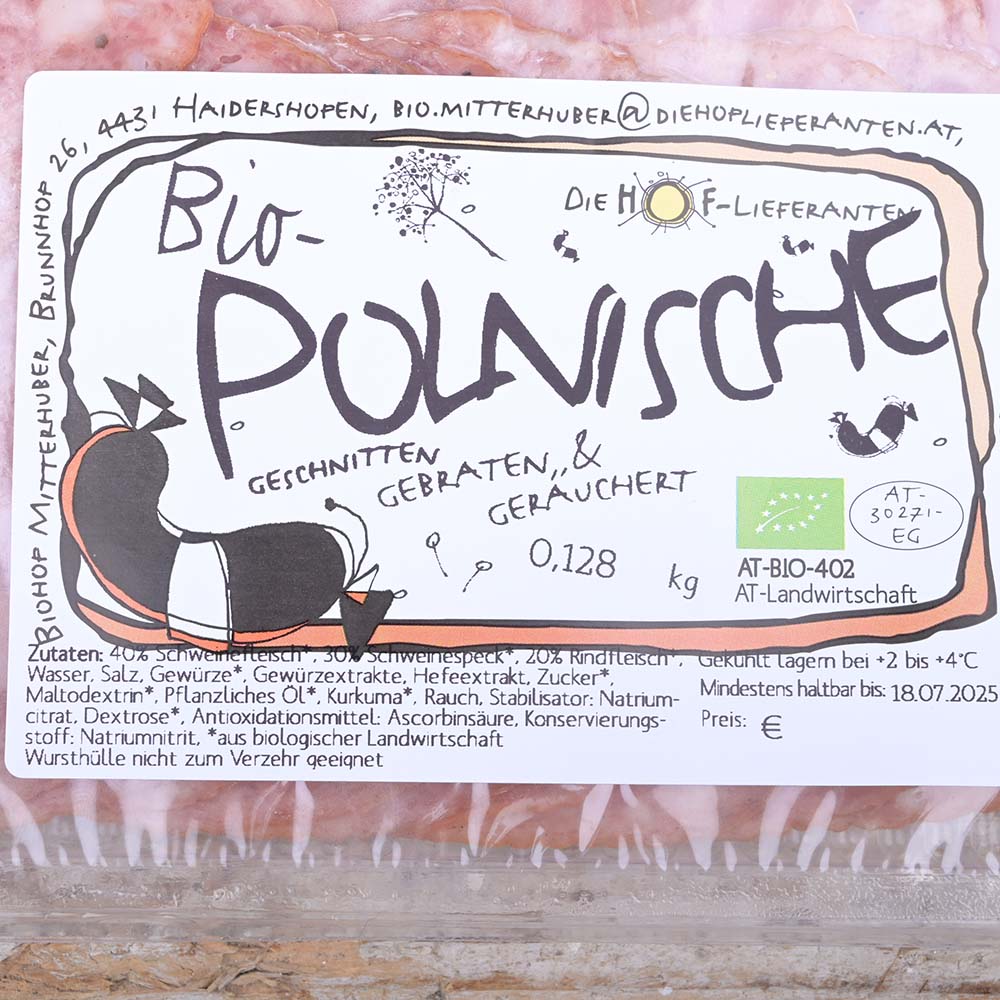 BIOHOF MITTERHUBER, BRUNNHOF 26, 4431 HAIDERSHOFEN, BIO.MITTERHUBER@DIEHOFLIEFERANTEN.AT,
Bio-
DIE HOF-LIEFERANTEN
POLNISCHE
GESCHNITTEN
GEBRATEN,, &
GERÄUCHERT
0,128 kg
AT-
30271-
EG
AT-BIO-402
AT-Landwirtschaft
Zutaten: 40% Schweinefleisch*, 30% Schweinespeck*, 20% Rindfleisch*,
Wasser, Salz, Gewürze*, Gewürzextrakte, Hefeextrakt, Zucker*,
Maltodextrin*, Pflanzliches Öl*, Kurkuma*, Rauch, Stabilisator: Natrium-
citrat, Dextrose*, Antioxidationsmittel: Ascorbinsäure, Konservierungs-
stoff: Natriumnitrit, *aus biologischer Landwirtschaft
Wursthülle nicht zum Verzehr geeignet
Gekühlt lagern bei +2 bis +4°C
Mindestens haltbar bis: 18.07.2025
Preis: €